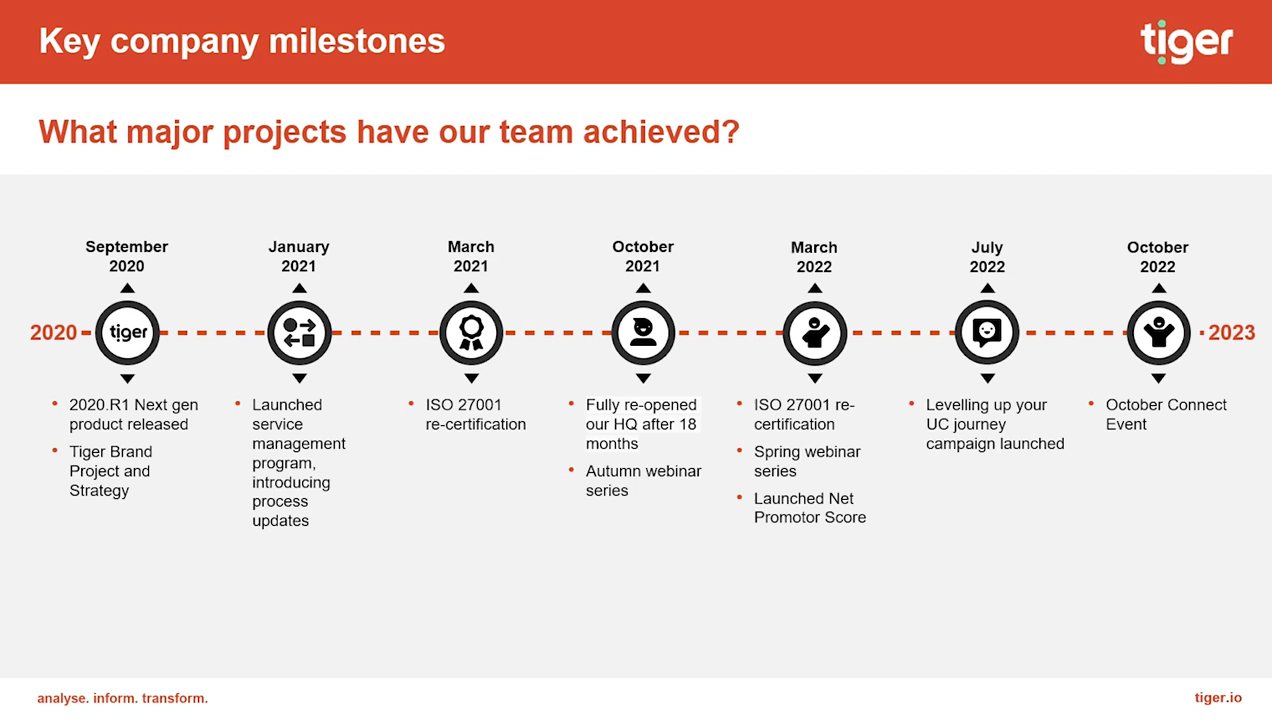 Key company milestones
tiger
What major projects have our team achieved?
2020
September
2020
tiger
2020.R1 Next gen
product released
Tiger Brand
Project and
Strategy
January
2021
Launched
service
management
program,
introducing
process
updates
March
2021
ISO 27001
re-certification
October
2021
Fully re-opened
our HQ after 18
months
Autumn webinar
series
March
2022
ISO 27001 re-
certification
Spring webinar
series
Launched Net
Promotor Score
July
2022
Levelling up your
UC journey
campaign launched
October
2022
October Connect
Event
2023
analyse. inform. transform.
tiger.io